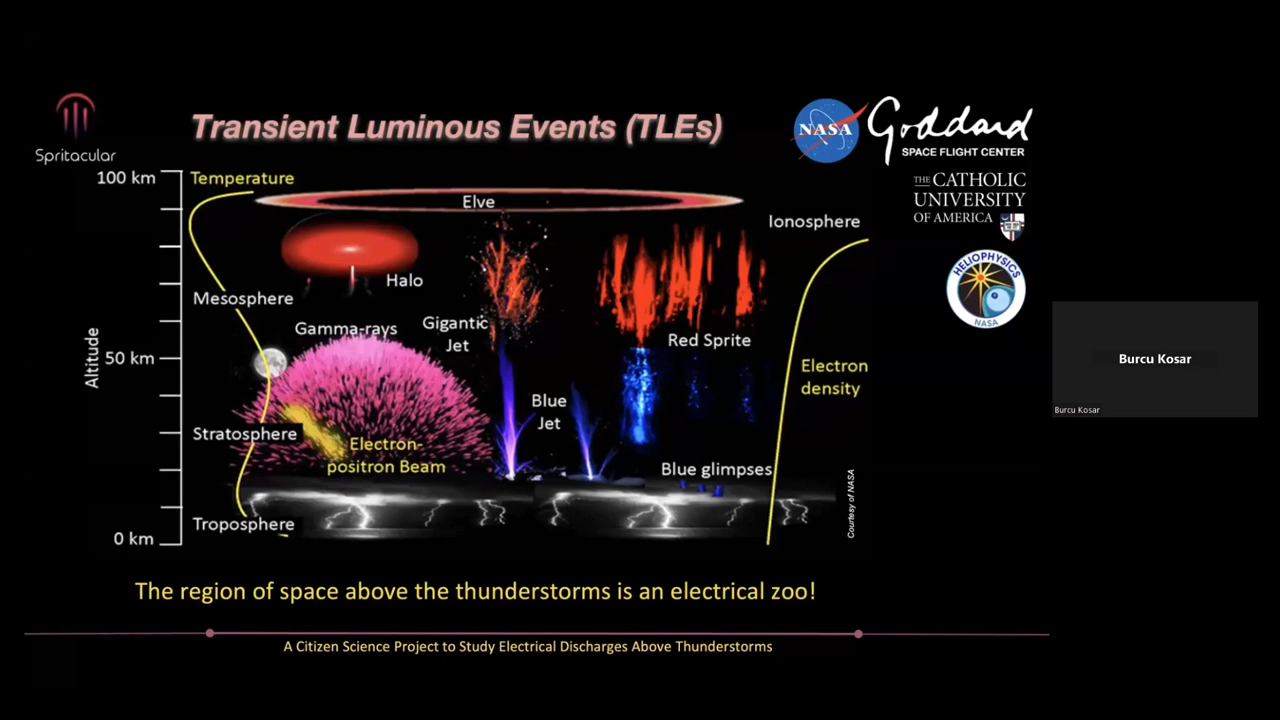 Spritacular
Transient Luminous Events (TLEs)
NASA
Goddard
SPACE FLIGHT CENTER
THE CATHOLIC
UNIVERSITY
OF AMERICA
HELIOPHYSICS
NASA
100 km
Temperature
Elve
Ionosphere
Halo
Mesosphere
Gamma-rays
Gigantic
Jet
Red Sprite
Altitude
50 km
Electron
density
Blue
Jet
Stratosphere
Electron-
positron Beam
Blue glimpses
Troposphere
0 km
Courtesy of NASA
The region of space above the thunderstorms is an electrical zoo!
A Citizen Science Project to Study Electrical Discharges Above Thunderstorms
Burcu Kosar
Burcu Kosar